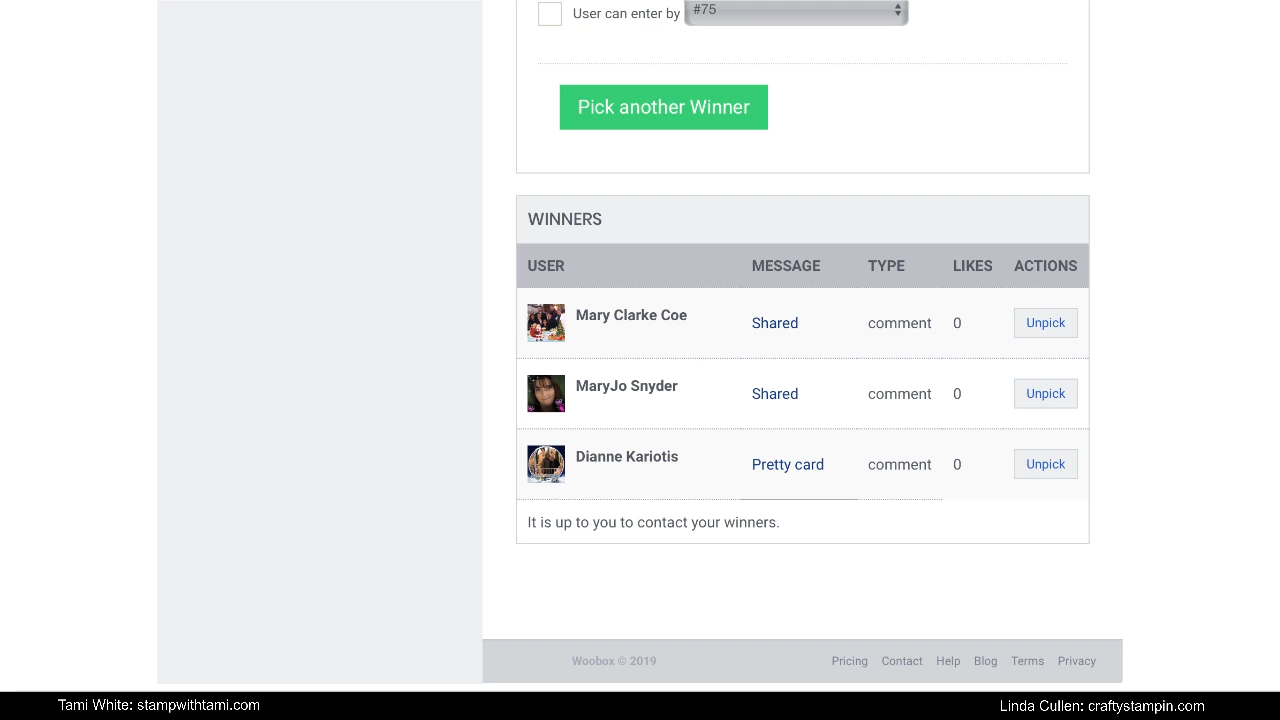 User can enter by #75
Pick another Winner
WINNERS
USER MESSAGE TYPE LIKES ACTIONS
Mary Clarke Coe Shared comment 0 Unpick
MaryJo Snyder Shared comment 0 Unpick
Dianne Kariotis Pretty card comment 0 Unpick
It is up to you to contact your winners.
Woobox © 2019 Pricing Contact Help Blog Terms Privacy
Tami White: stampwithtami.com Linda Cullen: craftystampin.com